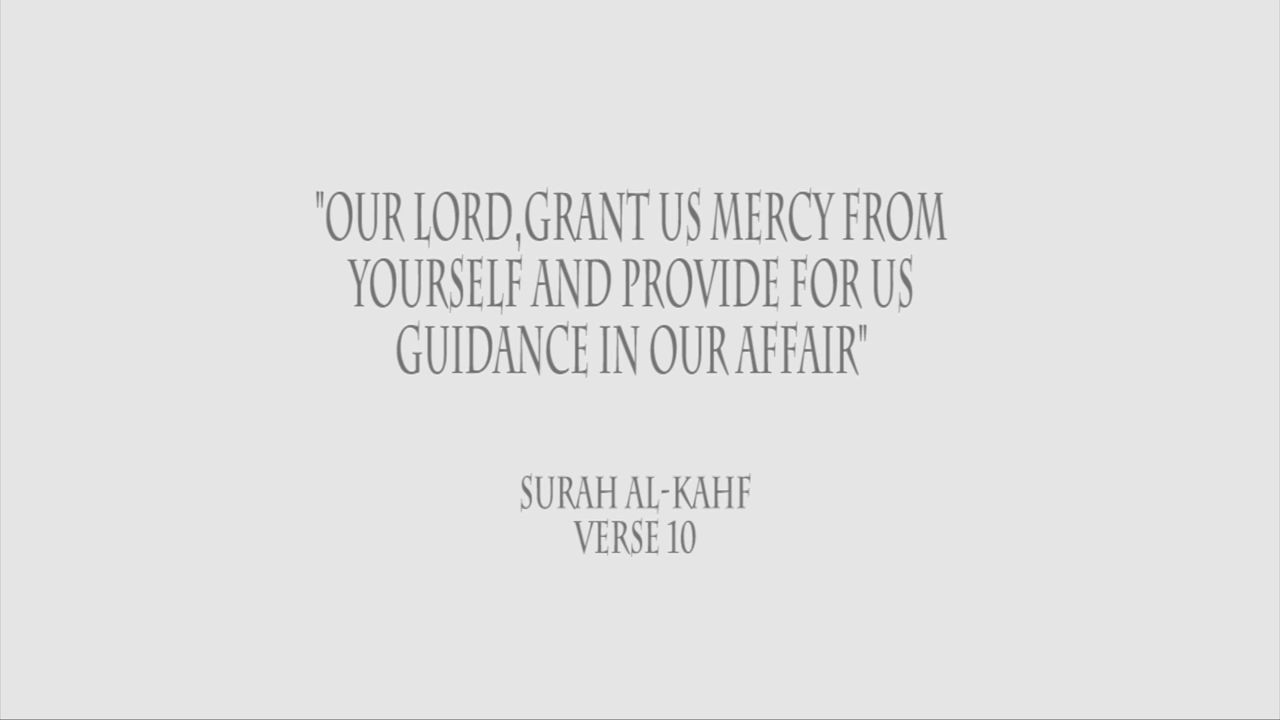 "OUR LORD,GRANT US MERCY FROM
YOURSELF AND PROVIDE FOR US
GUIDANCE IN OUR AFFAIR"
SURAH AL-KAHF
VERSE 10